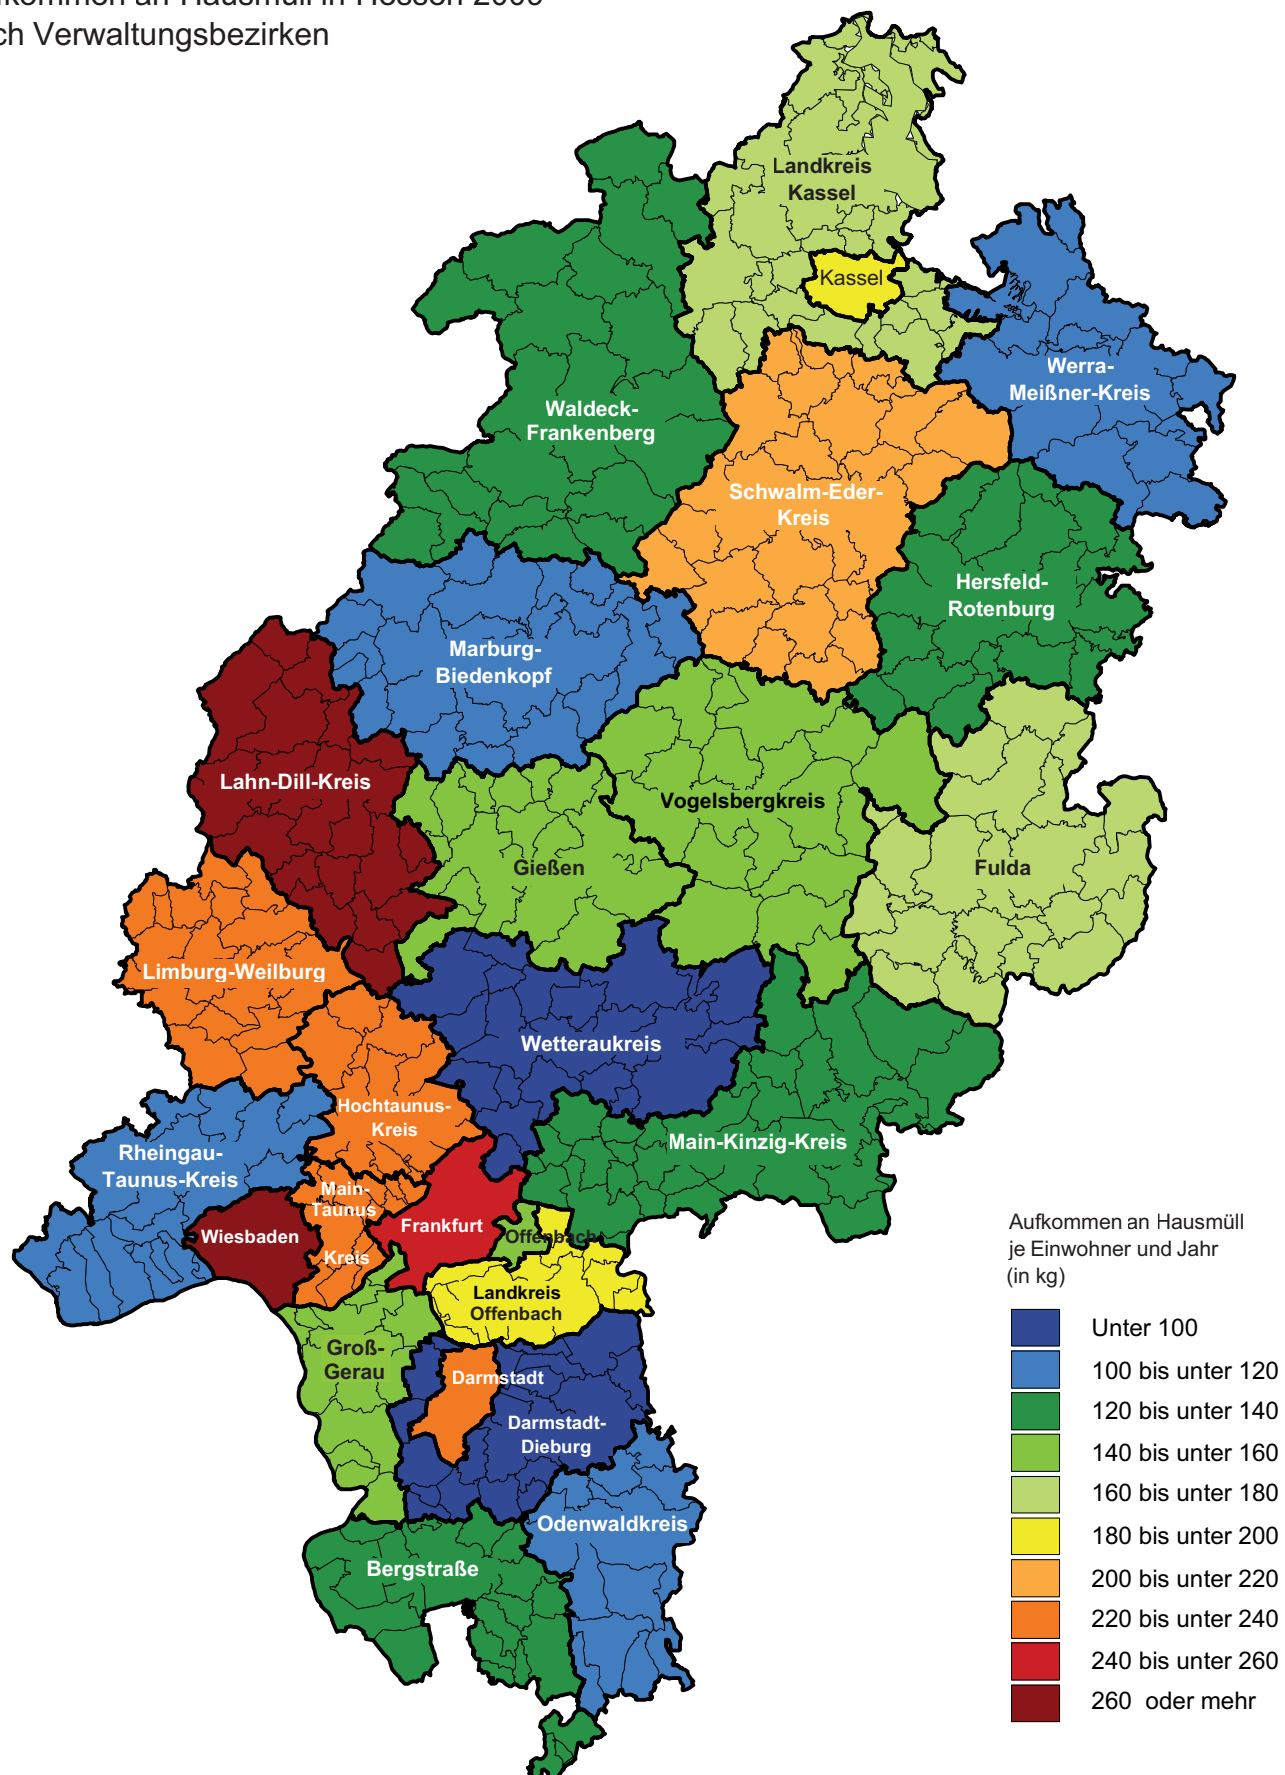 in Hessen
ch Verwaltungsbezirken
Landkreis
Kassel
Kassel
Werra-
Meißner-Kreis
Waldeck-
Frankenberg
Schwalm-Eder-
Kreis
Hersfeld-
Rotenburg
Marburg-
Biedenkopf
Lahn-Dill-Kreis
Vogelsbergkreis
Gießen
Fulda
Limburg-Weilburg
Wetteraukreis
Hochtaunus-
Kreis
Main-Kinzig-Kreis
Rheingau-
Taunus-Kreis
Main-
Taunus
Kreis
Wiesbaden
Frankfurt
Offenbach
Landkreis
Offenbach
Groß-
Gerau
Darmstadt
Darmstadt-
Dieburg
Odenwaldkreis
Bergstraße
Aufkommen an Hausmüll
je Einwohner und Jahr
(in kg)
Unter 100
100 bis unter 120
120 bis unter 140
140 bis unter 160
160 bis unter 180
180 bis unter 200
200 bis unter 220
220 bis unter 240
240 bis unter 260
260 oder mehr